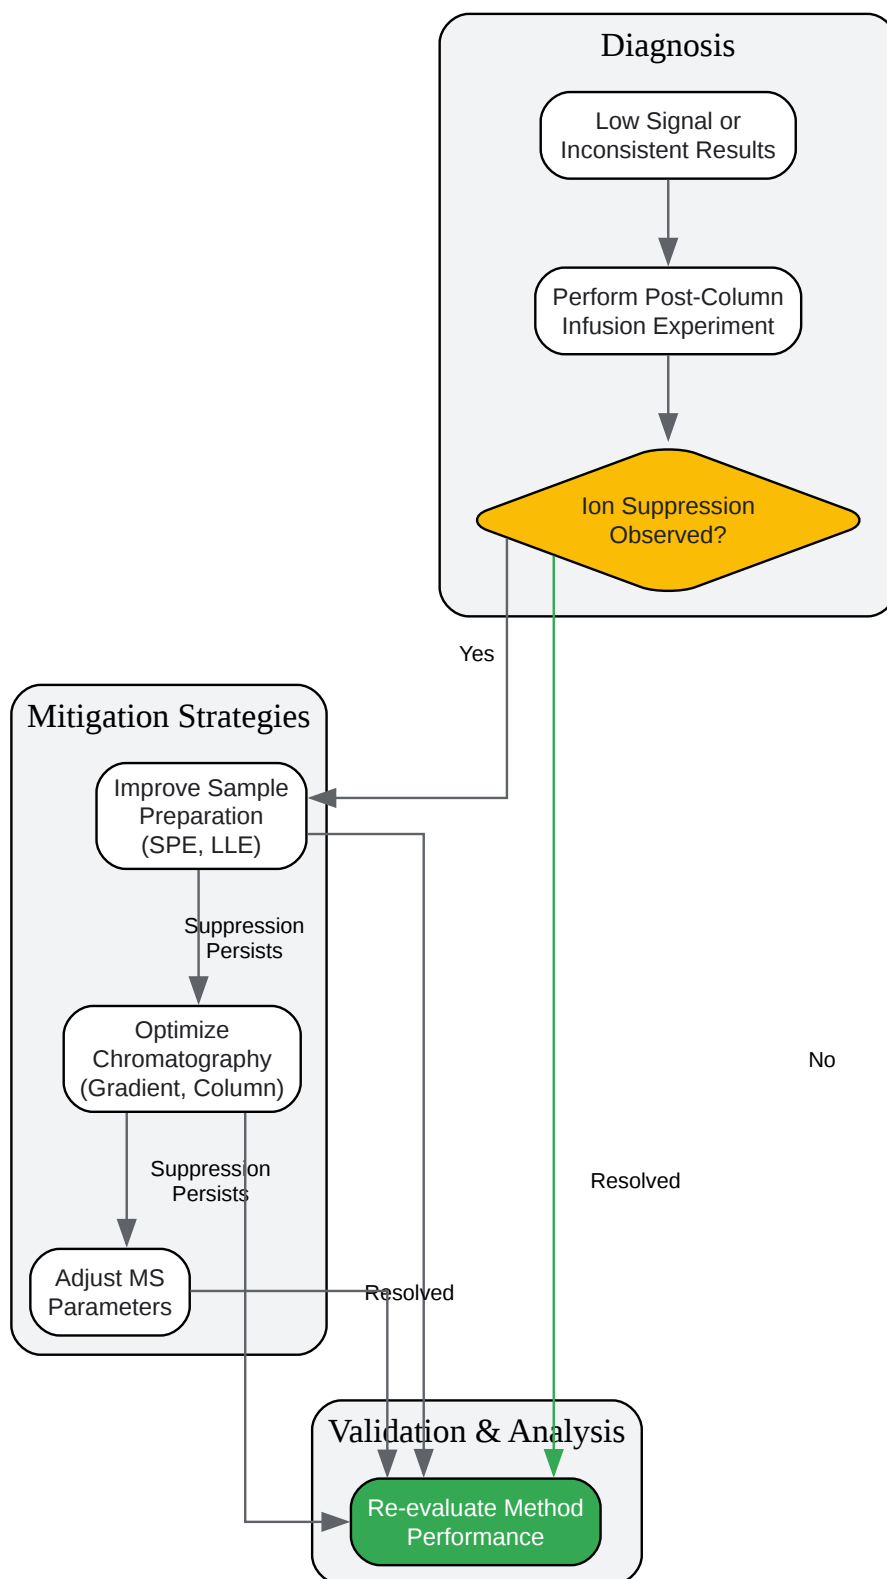 Diagnosis
Low Signal or
Inconsistent Results
Perform Post-Column
Infusion Experiment
Ion Suppression
Observed?
Yes
Mitigation Strategies
Improve Sample
Preparation
(SPE, LLE)
Suppression
Persists
Optimize
Chromatography
(Gradient, Column)
No
Suppression
Persists
Resolved
Adjust MS
Parameters
Resolved
Validation & Analysis
Re-evaluate Method
Performance